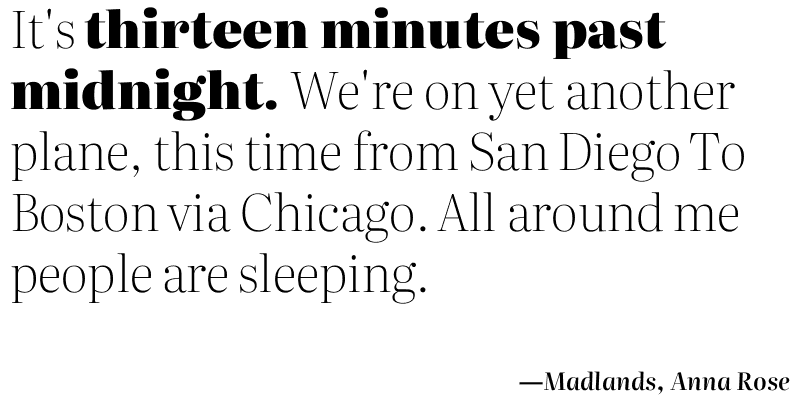 It's thirteen minutes past
midnight. We're on yet another
plane, this time from San Diego To
Boston via Chicago. All around me
people are sleeping.
—Madlands, Anna Rose